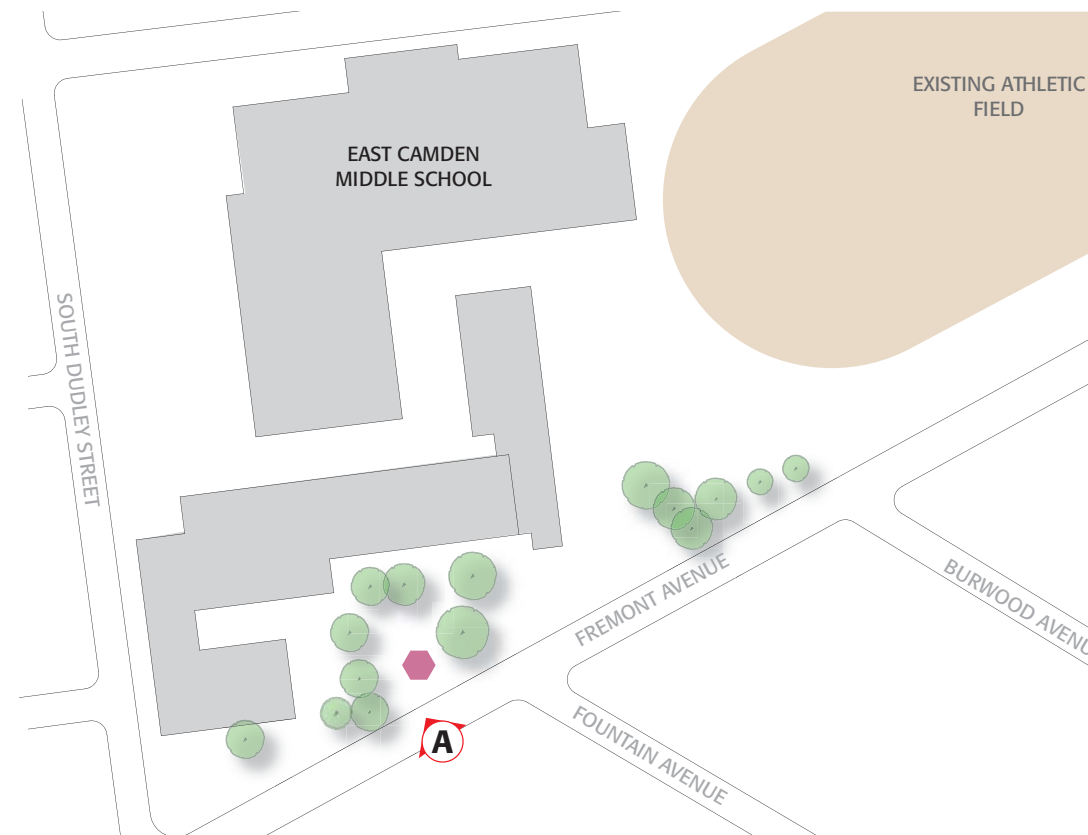 EXISTING ATHLETIC
FIELD
EAST CAMDEN
MIDDLE SCHOOL
SOUTH DUDLEY STREET
FREMONT AVENUE
BURWOOD AVENU
FOUNTAIN AVENUE
A